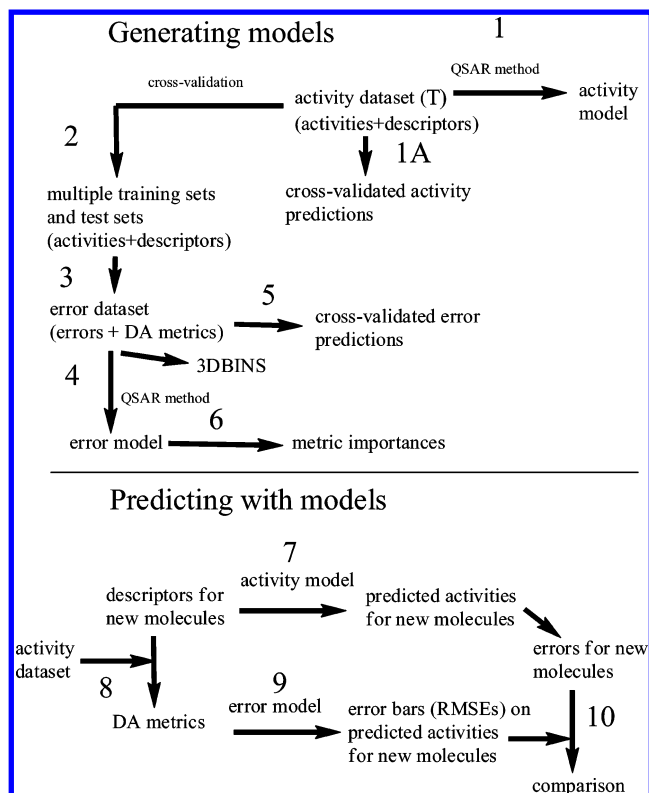 Generating models
1
cross-validation
QSAR method
activity dataset (T)
(activities+descriptors)
activity
model
2
1A
multiple training sets
and test sets
(activities+descriptors)
cross-validated activity
predictions
3
error dataset
(errors + DA metrics)
5
cross-validated error
predictions
3DBINS
4
QSAR method
6
error model
metric importances
Predicting with models
7
activity model
descriptors for
new molecules
predicted activities
for new molecules
activity
dataset
errors for new
molecules
8
DA metrics
9
error model
error bars (RMSEs) on
predicted activities
for new molecules
10
comparison